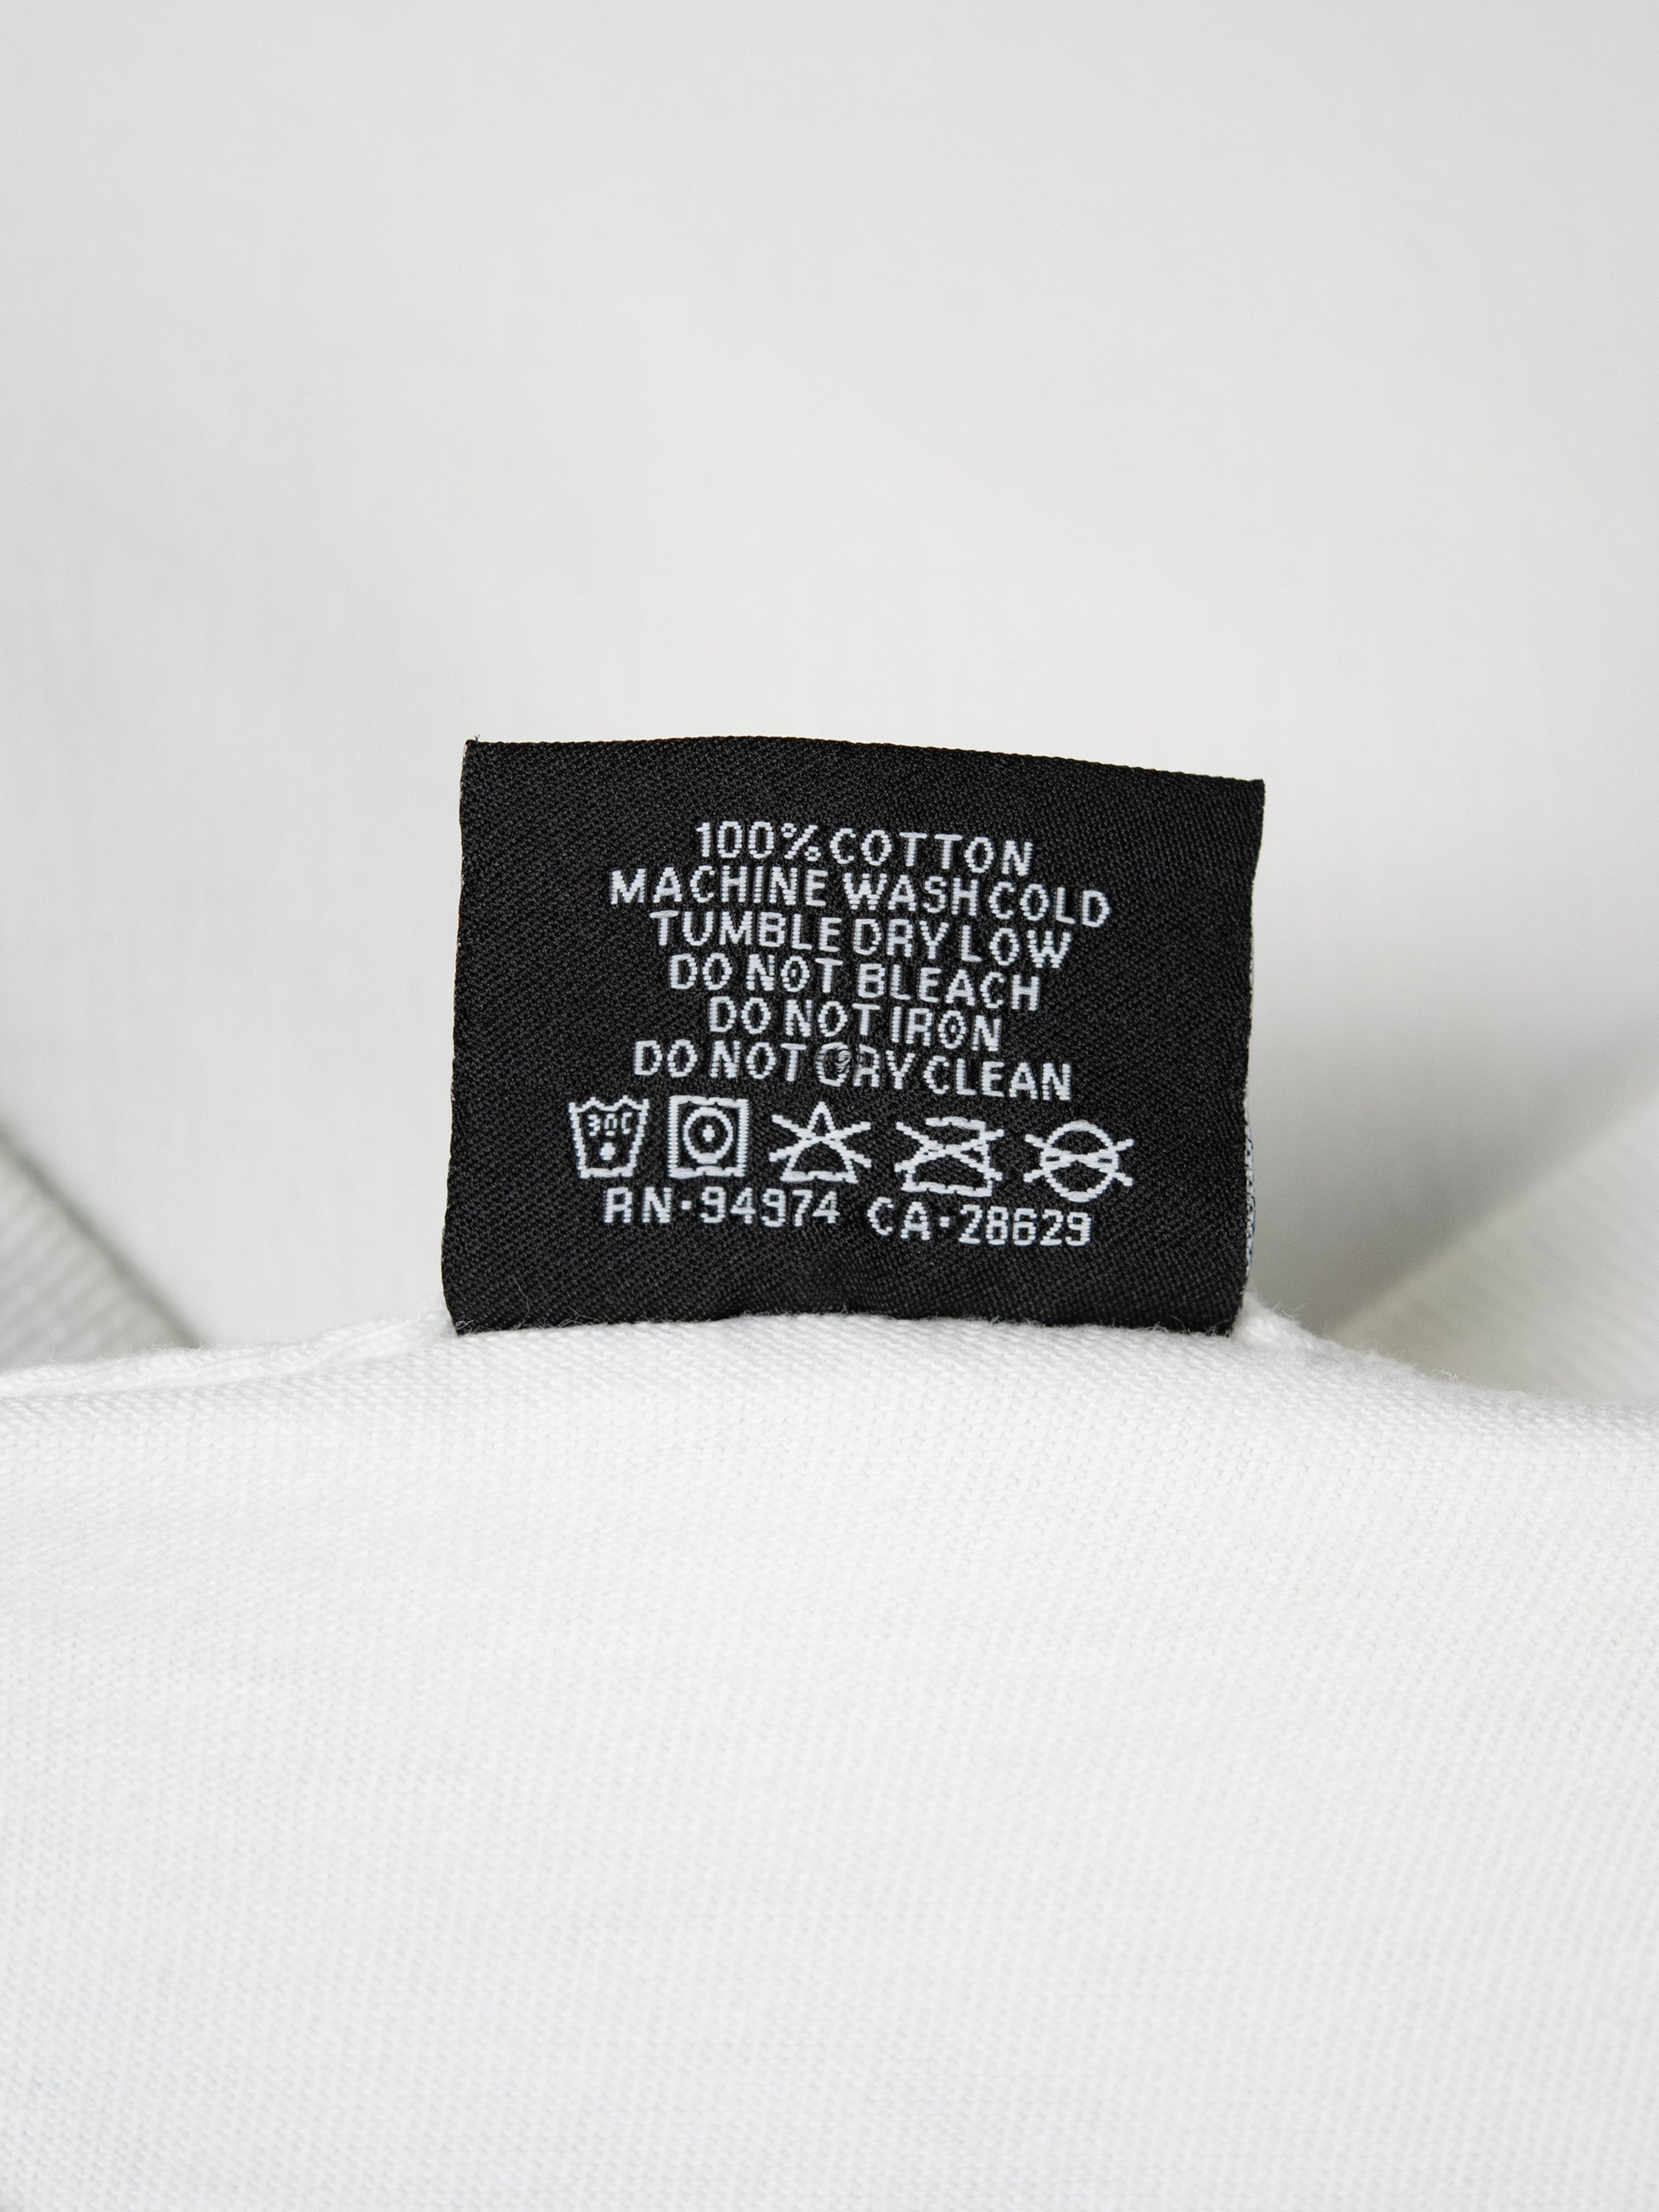 100% COTTON
MACHINE WASH COLD
TUMBLE DRY LOW
DO NOT BLEACH
DO NOT IRON
DO NOT DRY CLEAN
30C
RN·94974 CA·28629